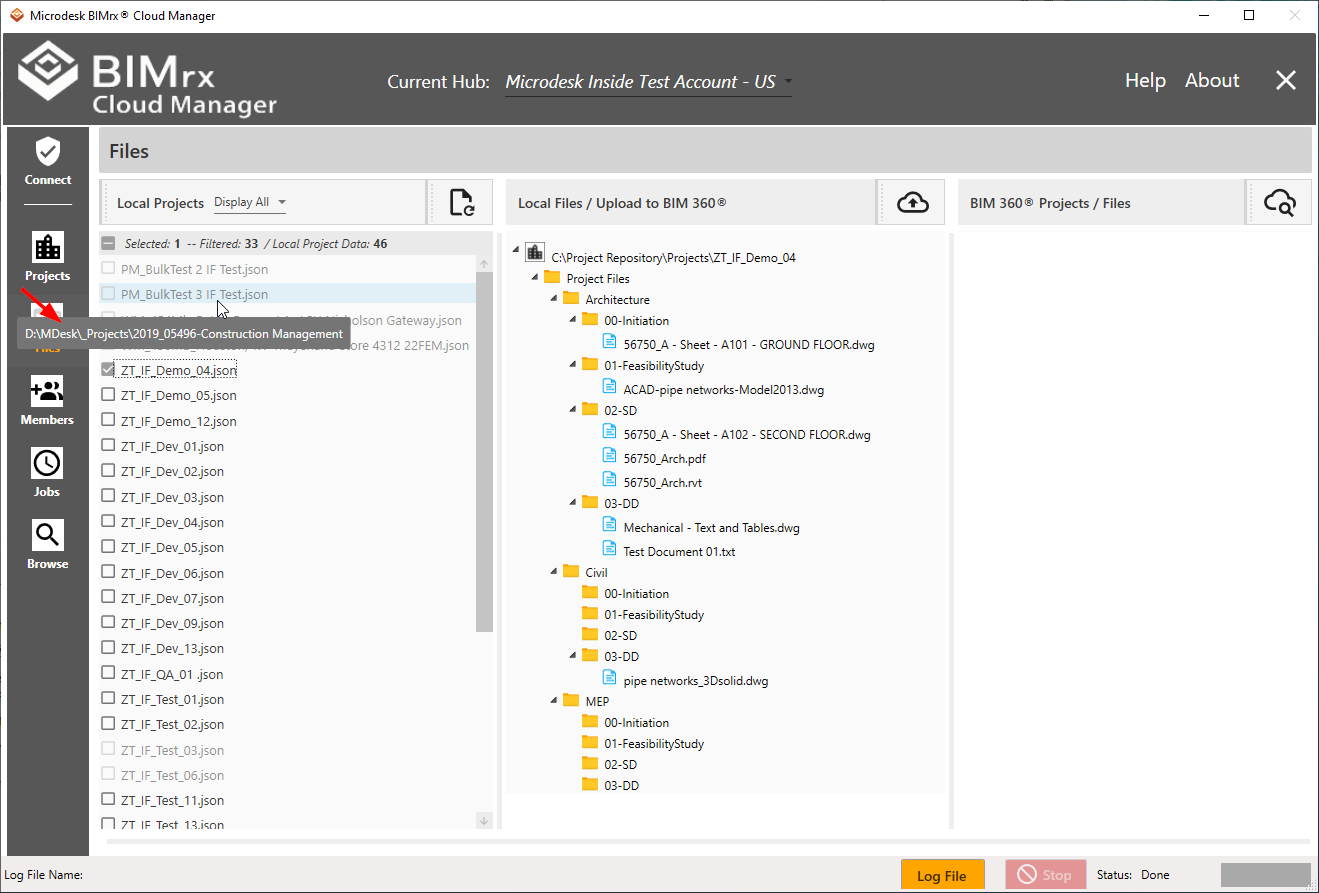 Microdesk BIMrx® Cloud Manager
BIMrx
Cloud Manager
Current Hub: Microdesk Inside Test Account - US
Help About
Connect
Projects
Files
Members
Jobs
Browse
Files
Local Projects Display All
Selected: 1 -- Filtered: 33 / Local Project Data: 46
PM_BulkTest 2 IF Test.json
PM_BulkTest 3 IF Test.json
Nicholson Gateway.json
D:\MDesk\_Projects\2019_05496-Construction Management
Store 4312 22FEM.json
ZT_IF_Demo_04.json
ZT_IF_Demo_05.json
ZT_IF_Demo_12.json
ZT_IF_Dev_01.json
ZT_IF_Dev_02.json
ZT_IF_Dev_03.json
ZT_IF_Dev_04.json
ZT_IF_Dev_05.json
ZT_IF_Dev_06.json
ZT_IF_Dev_07.json
ZT_IF_Dev_09.json
ZT_IF_Dev_13.json
ZT_IF_QA_01 .json
ZT_IF_Test_01.json
ZT_IF_Test_02.json
ZT_IF_Test_03.json
ZT_IF_Test_06.json
ZT_IF_Test_11.json
ZT_IF_Test_13.json
Local Files / Upload to BIM 360®
C:\Project Repository\Projects\ZT_IF_Demo_04
Project Files
Architecture
00-Initiation
56750_A - Sheet - A101 - GROUND FLOOR.dwg
01-FeasibilityStudy
ACAD-pipe networks-Model2013.dwg
02-SD
56750_A - Sheet - A102 - SECOND FLOOR.dwg
56750_Arch.pdf
56750_Arch.rvt
03-DD
Mechanical - Text and Tables.dwg
Test Document 01.txt
Civil
00-Initiation
01-FeasibilityStudy
02-SD
03-DD
pipe networks_3Dsolid.dwg
MEP
00-Initiation
01-FeasibilityStudy
02-SD
03-DD
BIM 360® Projects / Files
Log File Name:
Log File
Stop
Status: Done